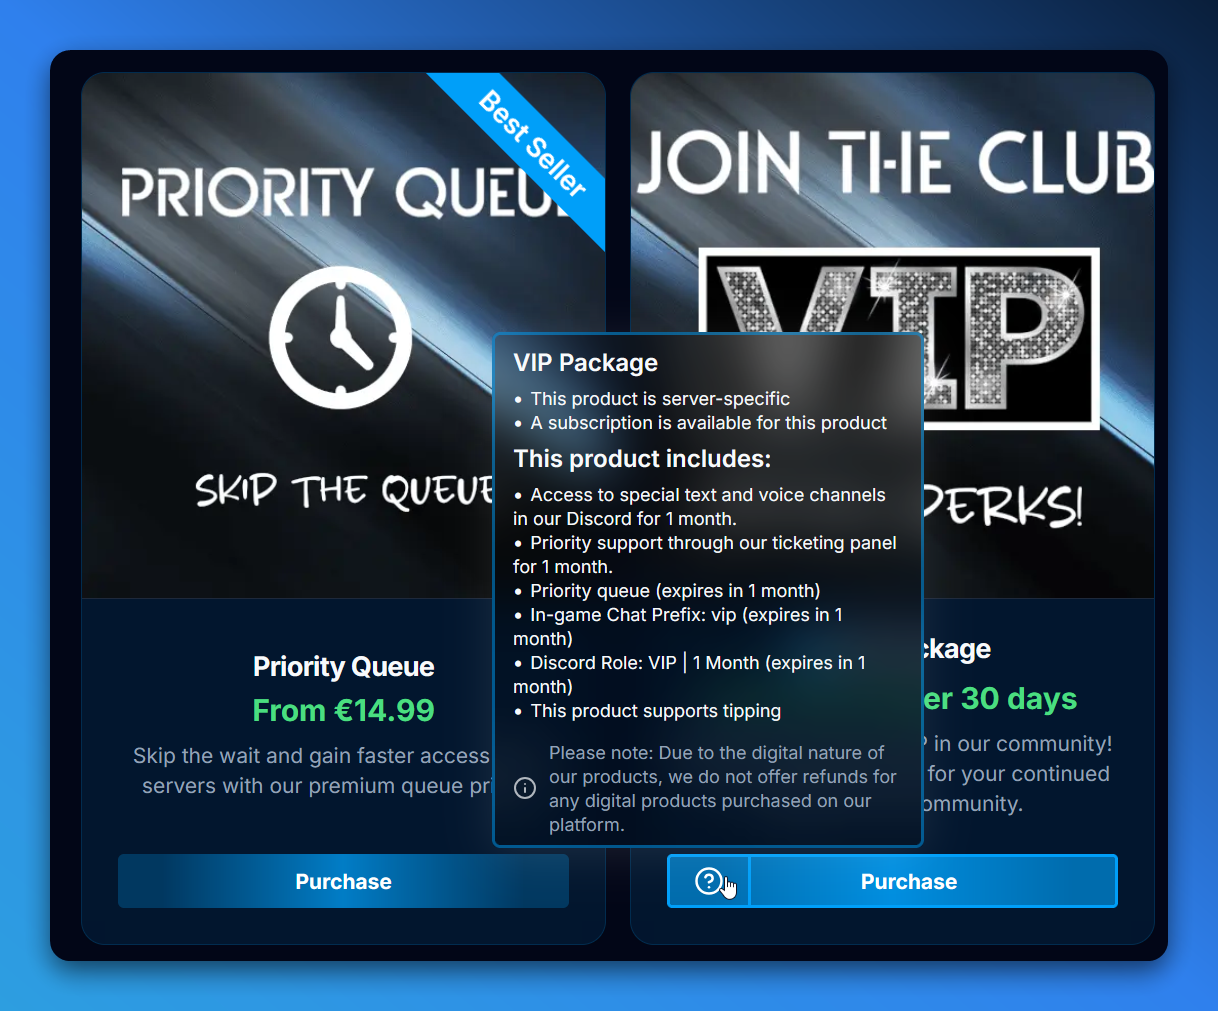 Best Seller
PRIORITY QUEU
SKIP THE QUEUE
Priority Queue
From €14.99
Skip the wait and gain faster access
servers with our premium queue
Purchase
JOIN THE CLUB
VIP
PERKS!
VIP Package
• This product is server-specific
• A subscription is available for this product
This product includes:
• Access to special text and voice channels
in our Discord for 1 month.
• Priority support through our ticketing panel
for 1 month.
• Priority queue (expires in 1 month)
• In-game Chat Prefix: vip (expires in 1
month)
• Discord Role: VIP | 1 Month (expires in 1
month)
• This product supports tipping
Please note: Due to the digital nature of
our products, we do not offer refunds for
any digital products purchased on our
platform.
ckage
er 30 days
in our community!
for your continued
ommunity.
Purchase